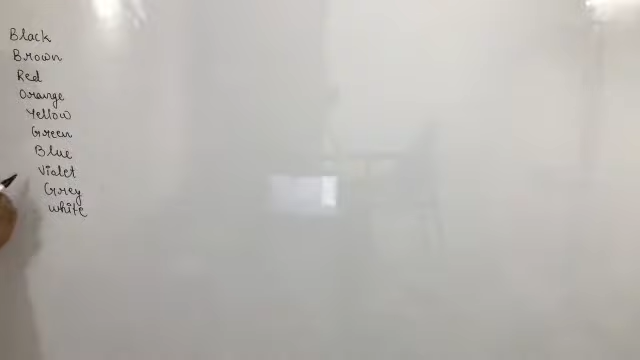 Black
Brown
Red
Orange
Yellow
Green
Blue
Violet
Grey
white